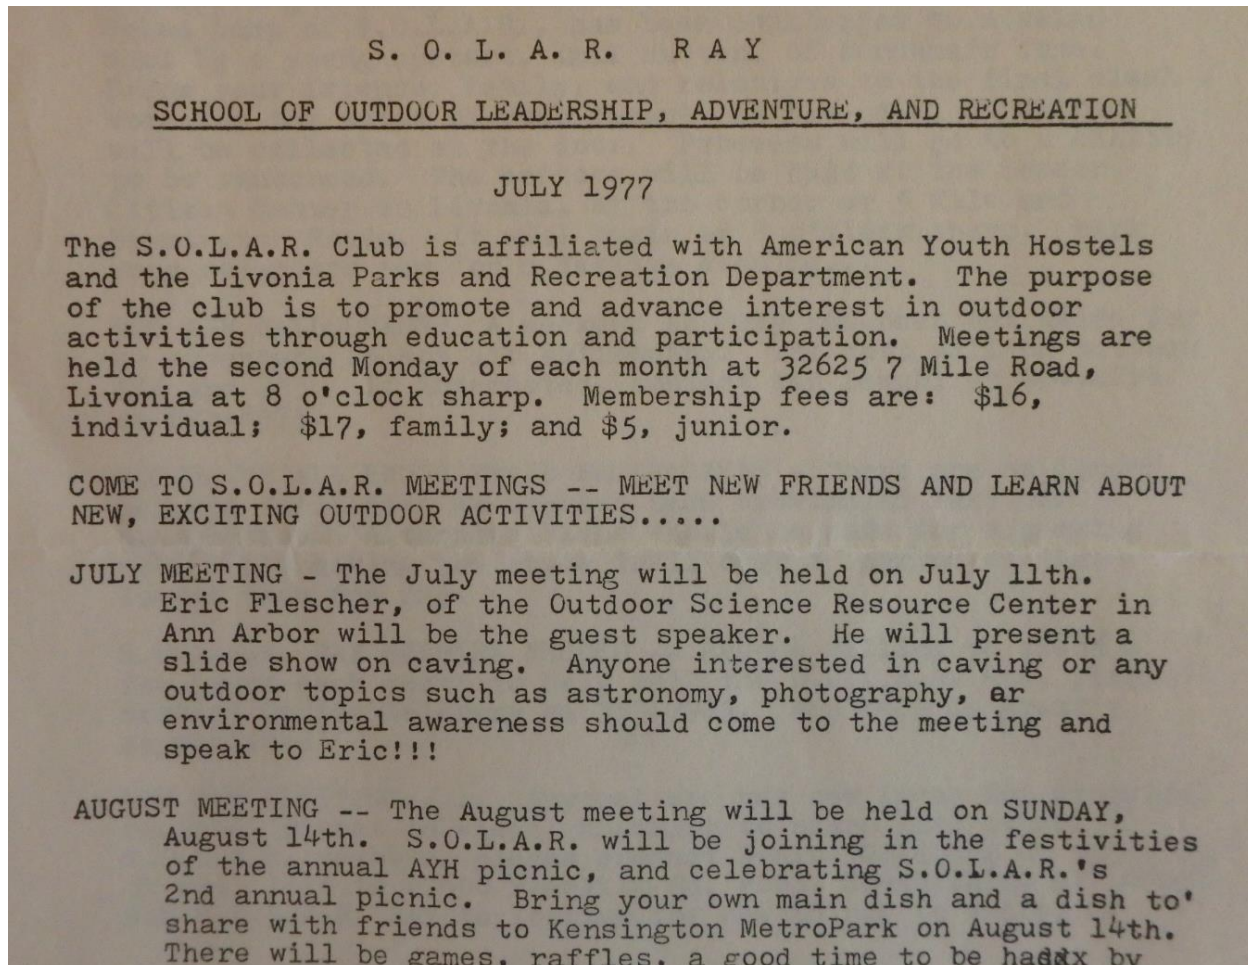 S. O. L. A. R. R A Y
SCHOOL OF OUTDOOR LEADERSHIP, ADVENTURE, AND RECREATION
JULY 1977
The S.O.L.A.R. Club is affiliated with American Youth Hostels
and the Livonia Parks and Recreation Department. The purpose
of the club is to promote and advance interest in outdoor
activities through education and participation. Meetings are
held the second Monday of each month at 32625 7 Mile Road,
Livonia at 8 o'clock sharp. Membership fees are: $16,
individual; $17, family; and $5, junior.
COME TO S.O.L.A.R. MEETINGS -- MEET NEW FRIENDS AND LEARN ABOUT
NEW, EXCITING OUTDOOR ACTIVITIES.....
JULY MEETING - The July meeting will be held on July 11th.
Eric Flescher, of the Outdoor Science Resource Center in
Ann Arbor will be the guest speaker. He will present a
slide show on caving. Anyone interested in caving or any
outdoor topics such as astronomy, photography, or
environmental awareness should come to the meeting and
speak to Eric!!!
AUGUST MEETING -- The August meeting will be held on SUNDAY,
August 14th. S.O.L.A.R. will be joining in the festivities
of the annual AYH picnic, and celebrating S.O.L.A.R.'s
2nd annual picnic. Bring your own main dish and a dish to'
share with friends to Kensington MetroPark on August 14th.
There will be games, raffles, a good time to be had by